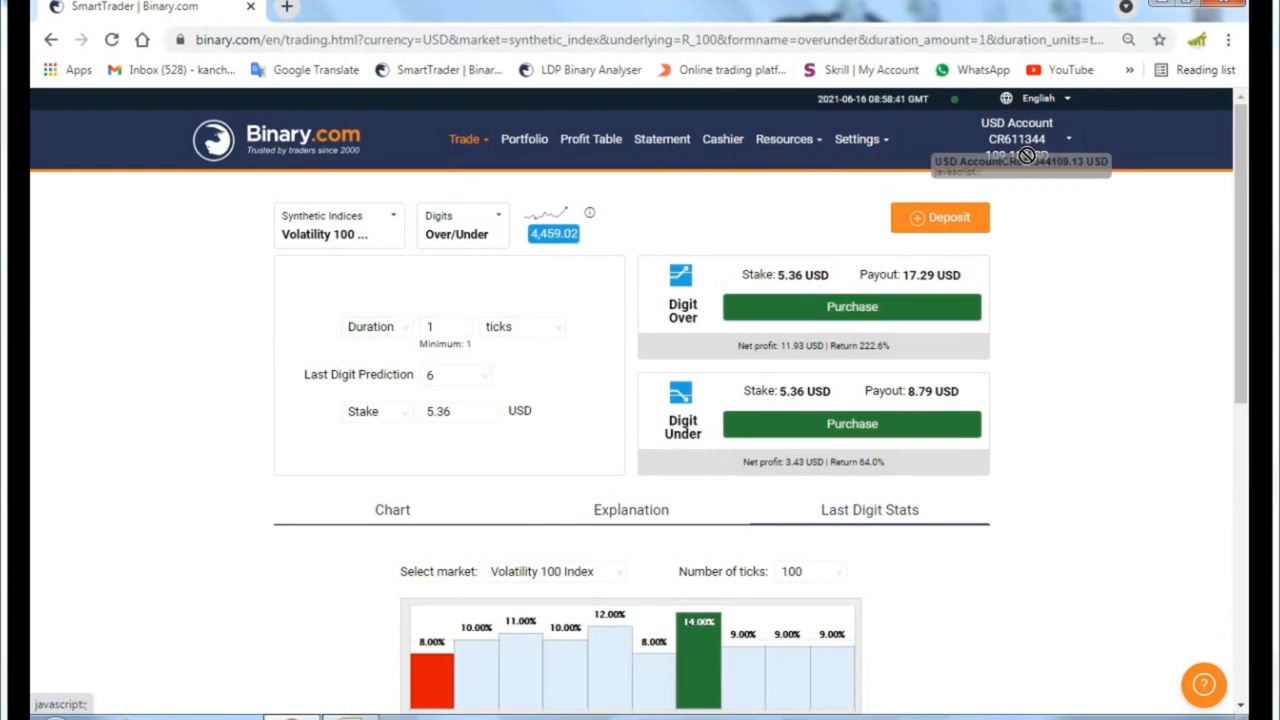 SmartTrader | Binary.com
binary.com/en/trading.html?currency=USD&market=synthetic_index&underlying=R_100&formname=overunder&duration_amount=1&duration_units=t...
Apps
Inbox (528) - kanch...
Google Translate
SmartTrader | Binar...
LDP Binary Analyser
Online trading platf...
Skrill | My Account
WhatsApp
YouTube
»
Reading list
2021-06-16 08:58:41 GMT
English
Binary.com
Trusted by traders since 2000
Trade
Portfolio
Profit Table
Statement
Cashier
Resources
Settings
USD Account
CR611344
javascript:;
Synthetic Indices
Volatility 100 ...
Digits
Over/Under
4,459.02
Deposit
Duration 1 ticks
Minimum: 1
Last Digit Prediction 6
Stake 5.36 USD
Digit Over
Stake: 5.36 USD Payout: 17.29 USD
Purchase
Net profit: 11.93 USD | Return 222.6%
Digit Under
Stake: 5.36 USD Payout: 8.79 USD
Purchase
Net profit: 3.43 USD | Return 64.0%
Chart
Explanation
Last Digit Stats
Select market: Volatility 100 Index Number of ticks: 100
8.00% 10.00% 11.00% 10.00% 12.00% 8.00% 14.00% 9.00% 9.00% 9.00%
?
javascript:;